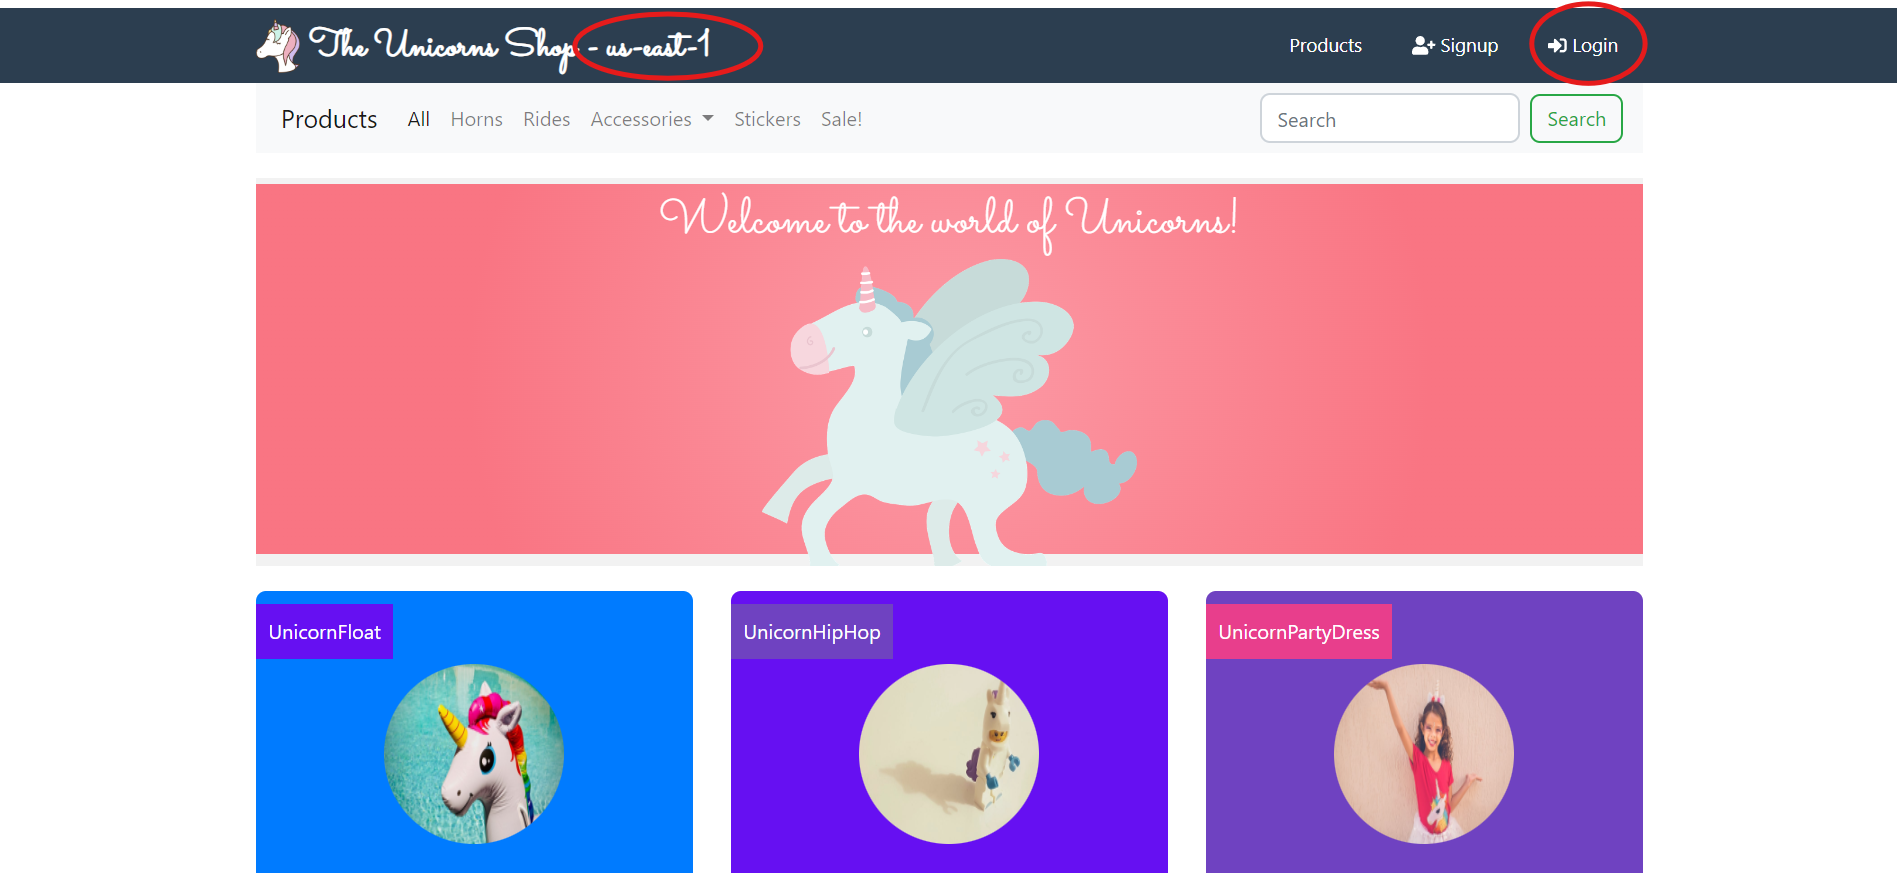 The Unicorns Shop - us-east-1
Products Signup Login
Products All Horns Rides Accessories Stickers Sale! Search Search
Welcome to the world of Unicorns!
UnicornFloat
UnicornHipHop
UnicornPartyDress